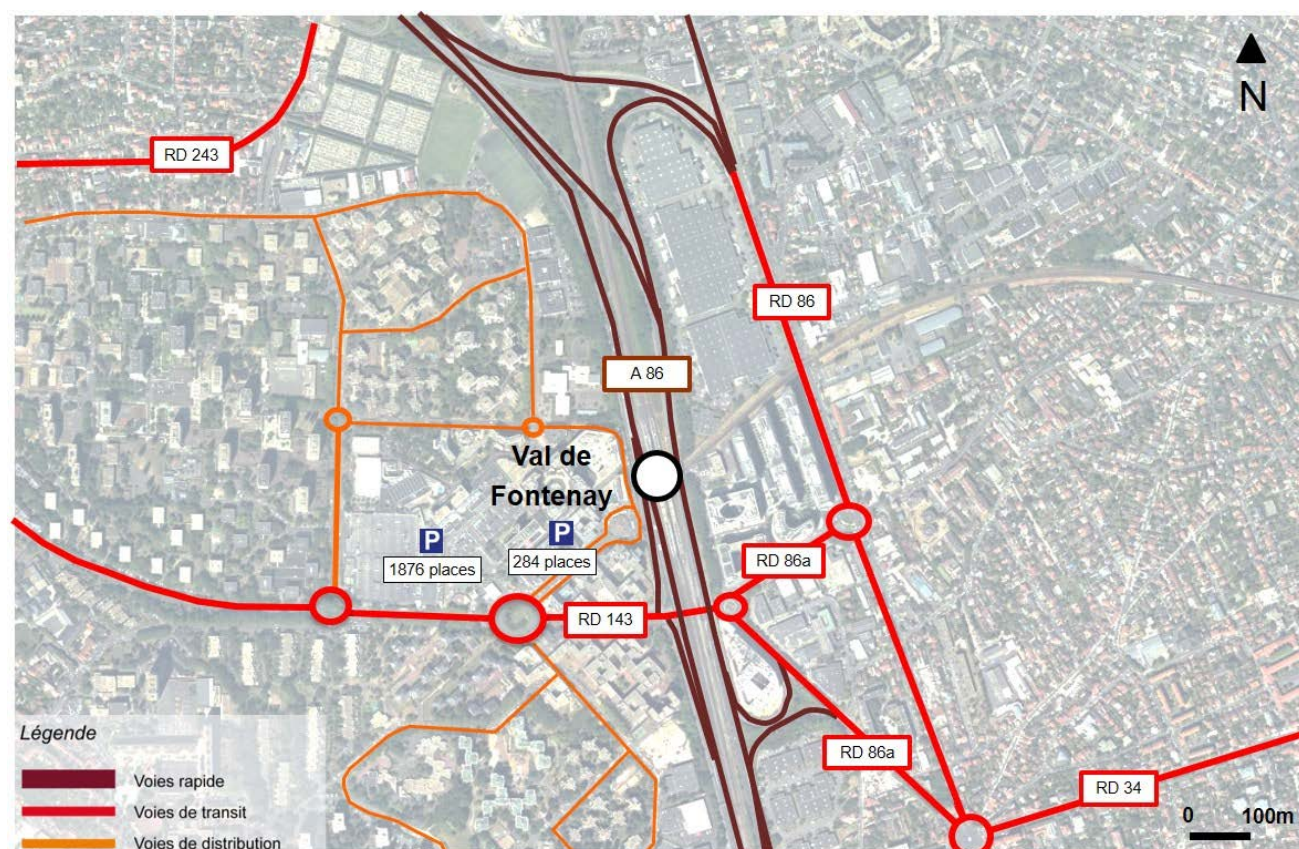 N
RD 243
RD 86
A 86
Val de
Fontenay
P
1876 places
P
284 places
RD 86a
RD 143
RD 86a
RD 34
0 100m
Légende
Voies rapide
Voies de transit
Voies de distribution